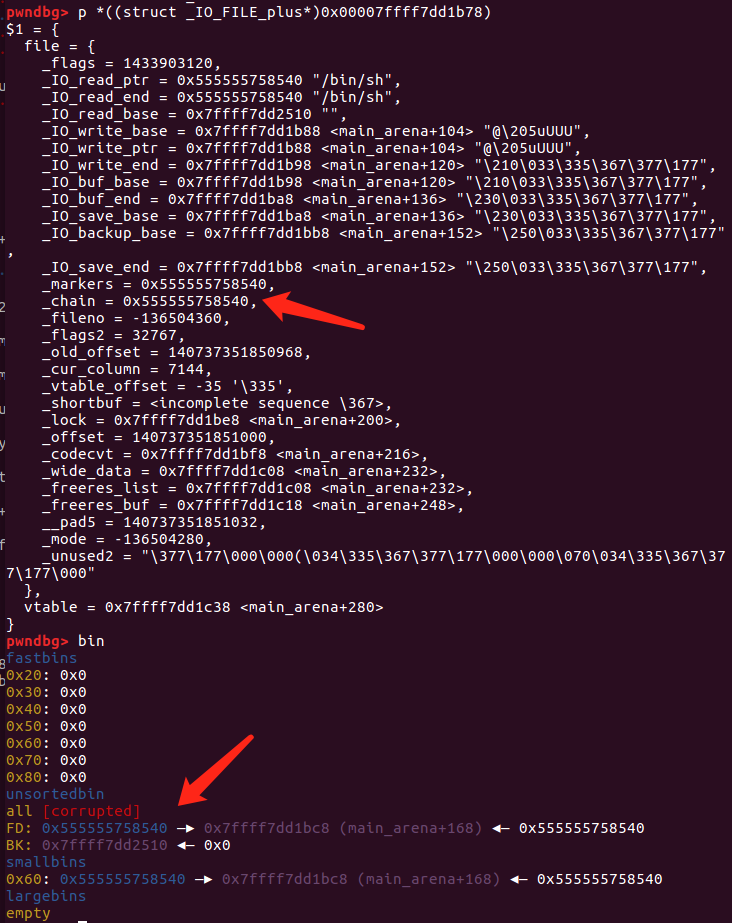 pwndbg> p *((struct _IO_FILE_plus*)0x00007ffff7dd1b78)
$1 = {
  file = {
    _flags = 1433903120,
    _IO_read_ptr = 0x555555758540 "/bin/sh",
    _IO_read_end = 0x555555758540 "/bin/sh",
    _IO_read_base = 0x7ffff7dd2510 "",
    _IO_write_base = 0x7ffff7dd1b88 <main_arena+104> "@\205uUUU",
    _IO_write_ptr = 0x7ffff7dd1b88 <main_arena+104> "@\205uUUU",
    _IO_write_end = 0x7ffff7dd1b98 <main_arena+120> "\210\033\335\367\377\177",
    _IO_buf_base = 0x7ffff7dd1b98 <main_arena+120> "\210\033\335\367\377\177",
    _IO_buf_end = 0x7ffff7dd1ba8 <main_arena+136> "\230\033\335\367\377\177",
    _IO_save_base = 0x7ffff7dd1ba8 <main_arena+136> "\230\033\335\367\377\177",
    _IO_backup_base = 0x7ffff7dd1bb8 <main_arena+152> "\250\033\335\367\377\177"
,
    _IO_save_end = 0x7ffff7dd1bb8 <main_arena+152> "\250\033\335\367\377\177",
    _markers = 0x555555758540,
    _chain = 0x555555758540,
    _fileno = -136504360,
    _flags2 = 32767,
    _old_offset = 140737351850968,
    _cur_column = 7144,
    _vtable_offset = -35 '\335',
    _shortbuf = <incomplete sequence \367>,
    _lock = 0x7ffff7dd1be8 <main_arena+200>,
    _offset = 140737351851000,
    _codecvt = 0x7ffff7dd1bf8 <main_arena+216>,
    _wide_data = 0x7ffff7dd1c08 <main_arena+232>,
    _freeres_list = 0x7ffff7dd1c08 <main_arena+232>,
    _freeres_buf = 0x7ffff7dd1c18 <main_arena+248>,
    __pad5 = 140737351851032,
    _mode = -136504280,
    _unused2 = "\377\177\000\000(\034\335\367\377\177\000\000\070\034\335\367\37
7\177\000"
  },
  vtable = 0x7ffff7dd1c38 <main_arena+280>
}
pwndbg> bin
fastbins
0x20: 0x0
0x30: 0x0
0x40: 0x0
0x50: 0x0
0x60: 0x0
0x70: 0x0
0x80: 0x0
unsortedbin
all [corrupted]
FD: 0x555555758540 —▸ 0x7ffff7dd1bc8 (main_arena+168) ◂— 0x555555758540
BK: 0x7ffff7dd2510 ◂— 0x0
smallbins
0x60: 0x555555758540 —▸ 0x7ffff7dd1bc8 (main_arena+168) ◂— 0x555555758540
largebins
empty